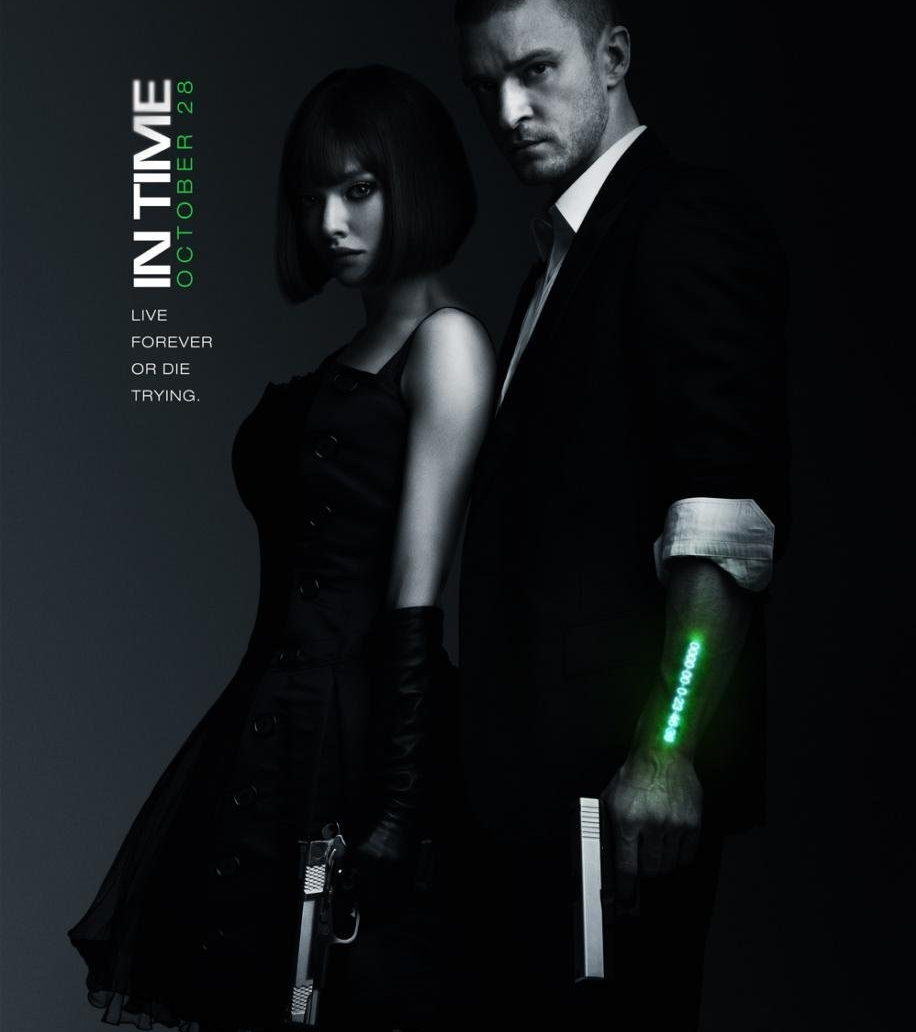 IN TIME
OCTOBER 28
LIVE
FOREVER
OR DIE
TRYING.